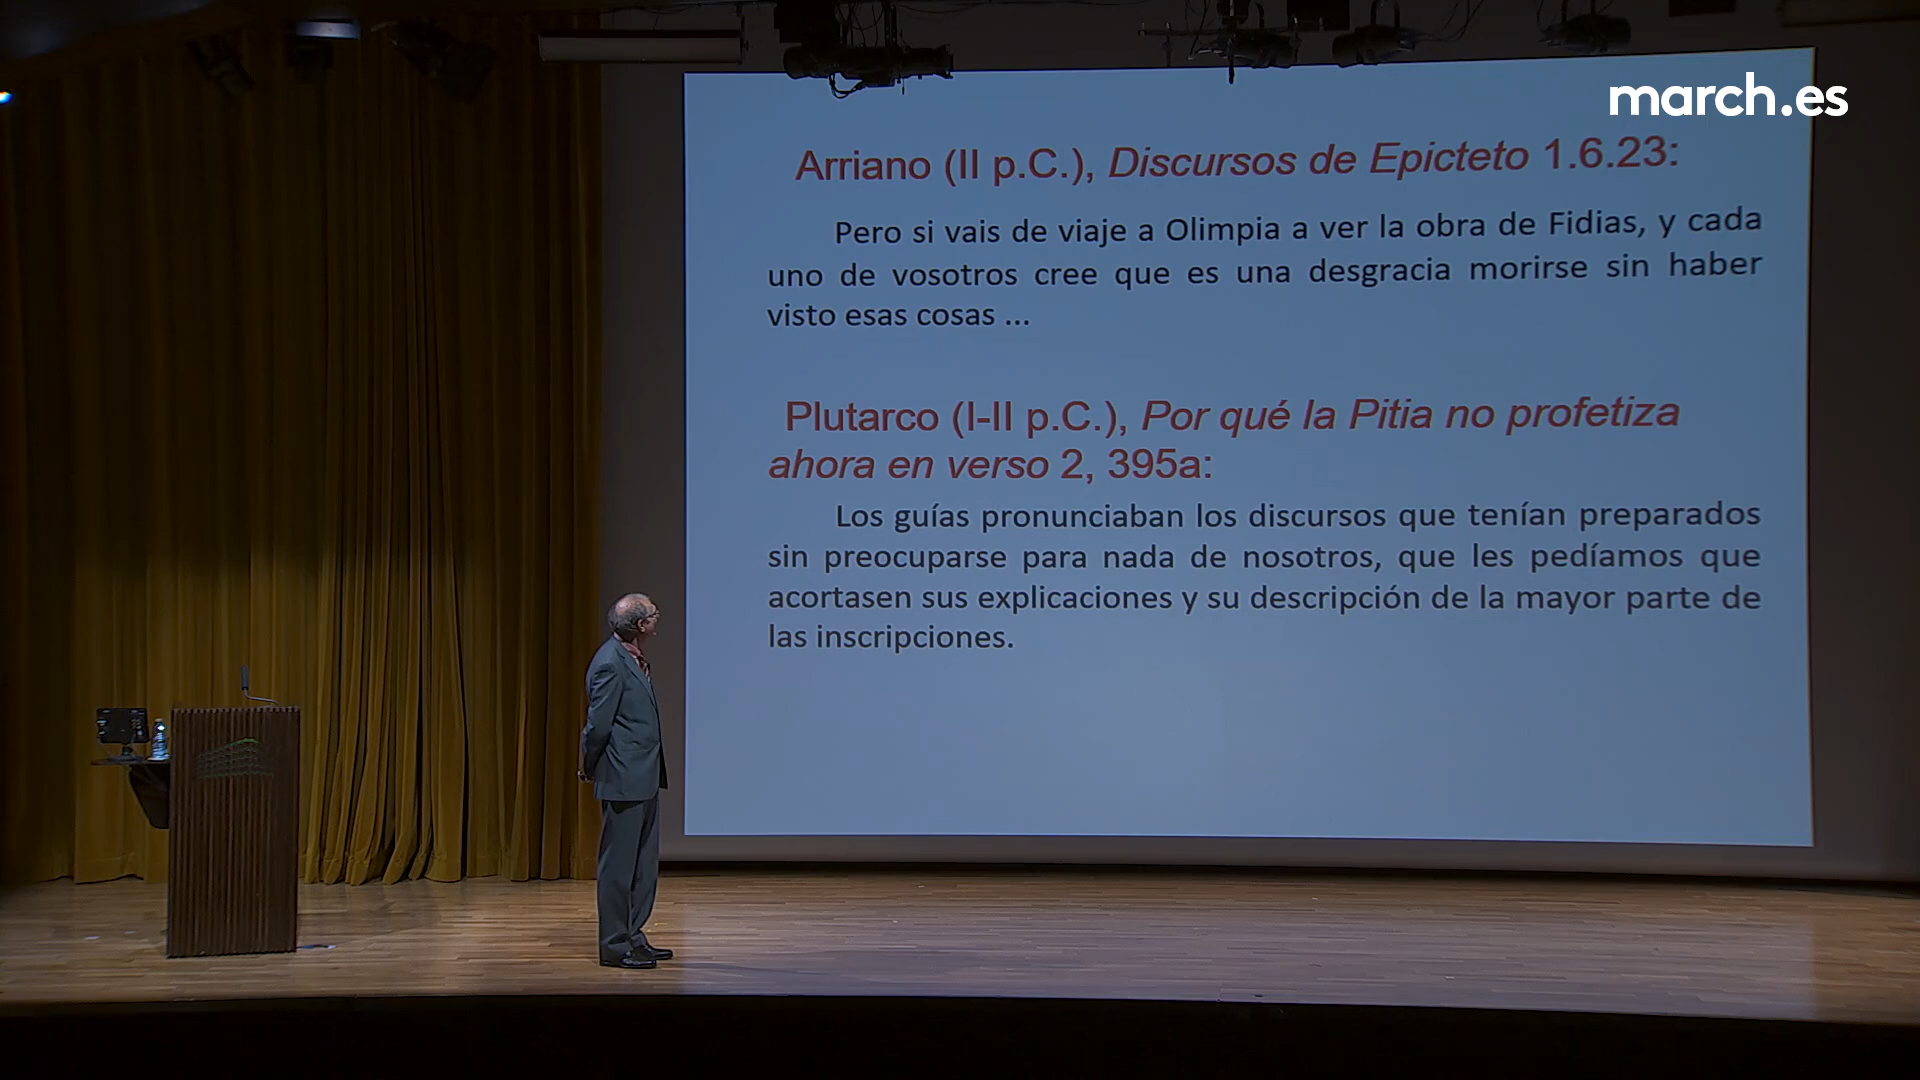 march.es
Arriano (II p.C.), Discursos de Epicteto 1.6.23:
Pero si vais de viaje a Olimpia a ver la obra de Fidias, y cada
uno de vosotros cree que es una desgracia morirse sin haber
visto esas cosas ...
Plutarco (I-II p.C.), Por qué la Pitia no profetiza
ahora en verso 2, 395a:
Los guías pronunciaban los discursos que tenían preparados
sin preocuparse para nada de nosotros, que les pedíamos que
acortasen sus explicaciones y su descripción de la mayor parte de
las inscripciones.